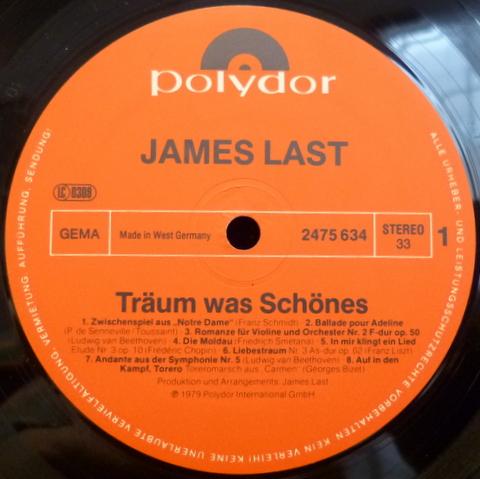 polydor
JAMES LAST
LC 0309
GEMA
Made in West Germany
2475 634
STEREO
33
1
Träum was Schönes
1. Zwischenspiel aus „Notre Dame" (Franz Schmidt) 2. Ballade pour Adeline
(P. de Senneville/Toussaint) 3. Romanze für Violine und Orchester Nr. 2 F-dur op. 50
(Ludwig van Beethoven) 4. Die Moldau (Friedrich Smetana) 5. In mir klingt ein Lied
Etude Nr. 3 op. 10 (Frédéric Chopin) 6. Liebestraum Nr. 3 As-dur op. 62 (Franz Liszt)
7. Andante aus der Symphonie Nr. 5 (Ludwig van Beethoven) 8. Auf in den
Kampf, Torero Toreromarsch aus „Carmen" (Georges Bizet)
Produktion und Arrangements: James Last
Ⓟ 1979 Polydor International GmbH
ALLE URHEBER- UND LEISTUNGSSCHUTZRECHTE VORBEHALTEN. KEIN VERLEIH! KEINE UNERLAUBTE VERVIELFÄLTIGUNG, VERMIETUNG, AUFFÜHRUNG, SENDUNG!